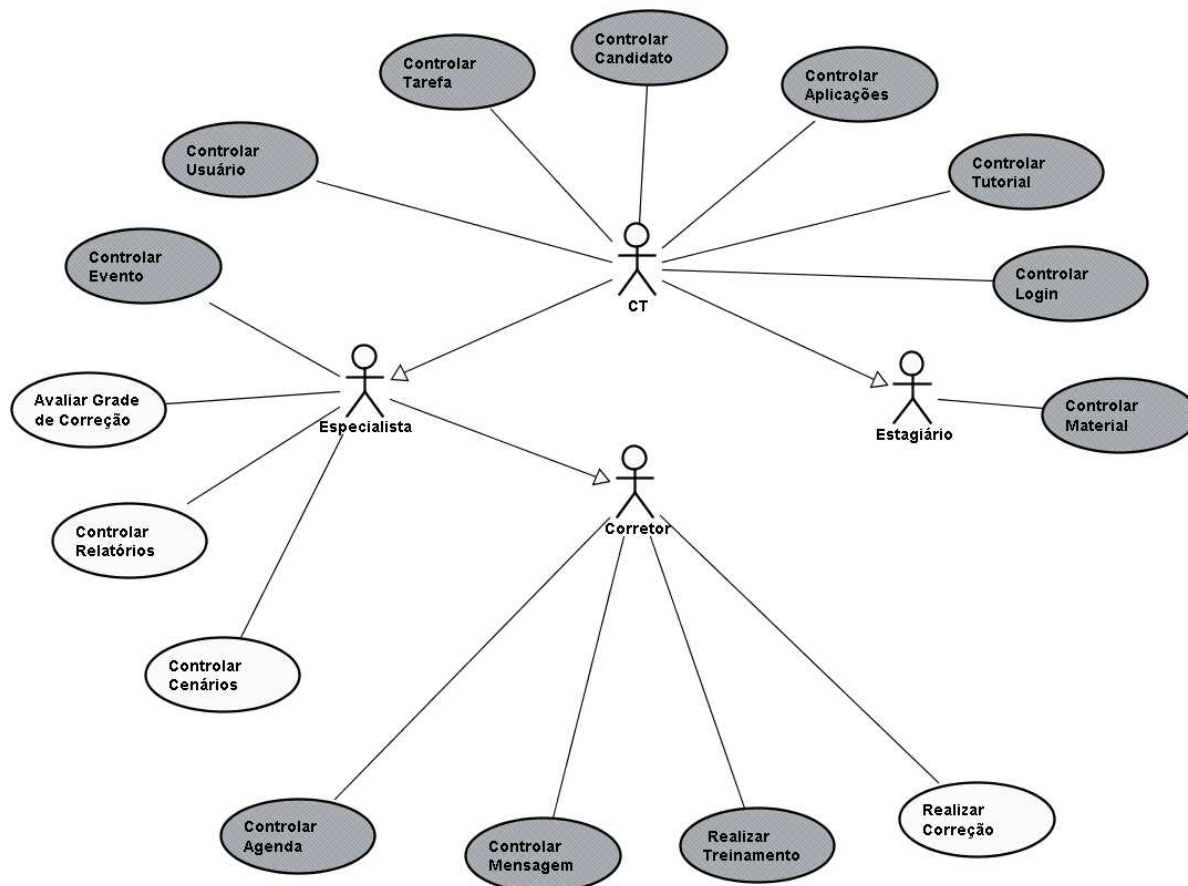 Controlar
Candidato
Controlar
Tarefa
Controlar
Aplicações
Controlar
Usuário
Controlar
Tutorial
Controlar
Evento
Controlar
Login
CT
Avaliar Grade
de Correção
Especialista
Estagiário
Controlar
Material
Controlar
Relatórios
Corretor
Controlar
Cenários
Controlar
Agenda
Controlar
Mensagem
Realizar
Treinamento
Realizar
Correção